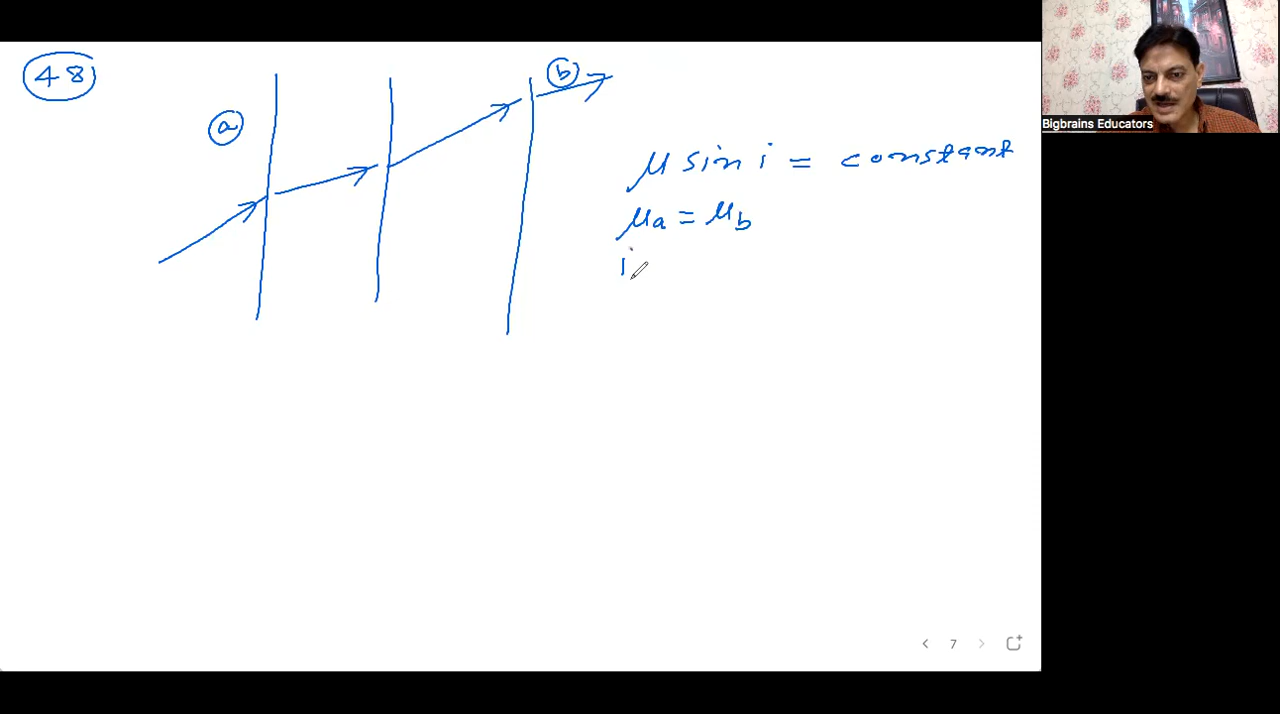 48
a
b
μ sin i = constant
μa = μb
i
Bigbrains Educators
< 7 >